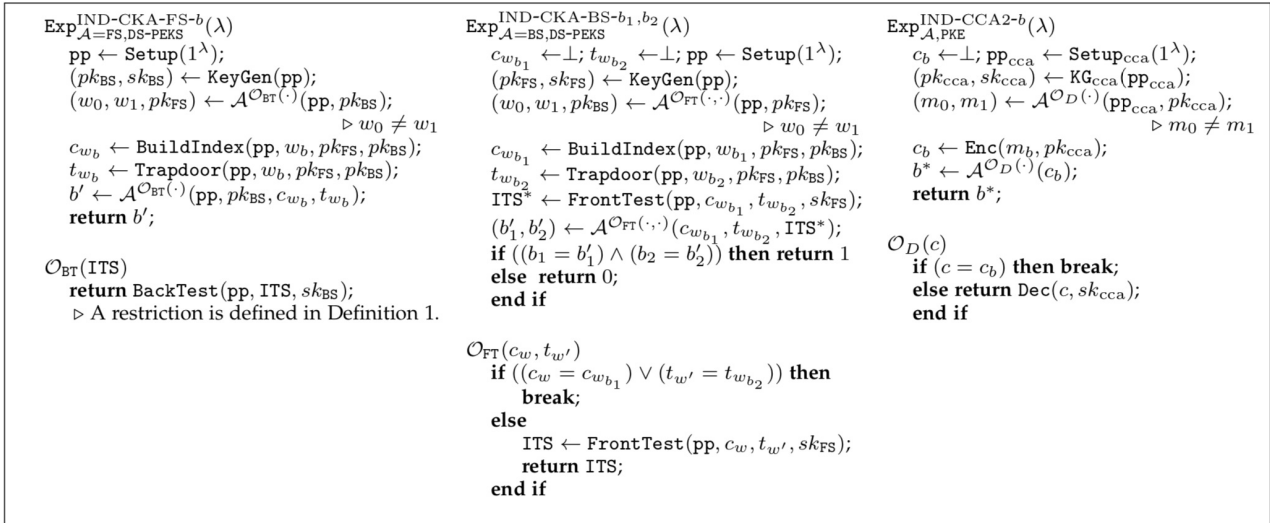 Exp^{IND-CKA-FS-b}_{𝒜=FS,DS-PEKS}(λ)
pp ← Setup(1^λ);
(pk_BS, sk_BS) ← KeyGen(pp);
(w_0, w_1, pk_FS) ← 𝒜^{𝒪_BT(·)}(pp, pk_BS);
▷ w_0 ≠ w_1
c_{w_b} ← BuildIndex(pp, w_b, pk_FS, pk_BS);
t_{w_b} ← Trapdoor(pp, w_b, pk_FS, pk_BS);
b′ ← 𝒜^{𝒪_BT(·)}(pp, pk_BS, c_{w_b}, t_{w_b});
return b′;
𝒪_BT(ITS)
return BackTest(pp, ITS, sk_BS);
▷ A restriction is defined in Definition 1.
Exp^{IND-CKA-BS-b_1,b_2}_{𝒜=BS,DS-PEKS}(λ)
c_{w_{b_1}} ←⊥; t_{w_{b_2}} ←⊥; pp ← Setup(1^λ);
(pk_FS, sk_FS) ← KeyGen(pp);
(w_0, w_1, pk_BS) ← 𝒜^{𝒪_FT(·,·)}(pp, pk_FS);
▷ w_0 ≠ w_1
c_{w_{b_1}} ← BuildIndex(pp, w_{b_1}, pk_FS, pk_BS);
t_{w_{b_2}} ← Trapdoor(pp, w_{b_2}, pk_FS, pk_BS);
ITS* ← FrontTest(pp, c_{w_{b_1}}, t_{w_{b_2}}, sk_FS);
(b′_1, b′_2) ← 𝒜^{𝒪_FT(·,·)}(c_{w_{b_1}}, t_{w_{b_2}}, ITS*);
if ((b_1 = b′_1) ∧ (b_2 = b′_2)) then return 1
else return 0;
end if
𝒪_FT(c_w, t_{w′})
if ((c_w = c_{w_{b_1}}) ∨ (t_{w′} = t_{w_{b_2}})) then
break;
else
ITS ← FrontTest(pp, c_w, t_{w′}, sk_FS);
return ITS;
end if
Exp^{IND-CCA2-b}_{𝒜,PKE}(λ)
c_b ←⊥; pp_cca ← Setup_cca(1^λ);
(pk_cca, sk_cca) ← KG_cca(pp_cca);
(m_0, m_1) ← 𝒜^{𝒪_D(·)}(pp_cca, pk_cca);
▷ m_0 ≠ m_1
c_b ← Enc(m_b, pk_cca);
b* ← 𝒜^{𝒪_D(·)}(c_b);
return b*;
𝒪_D(c)
if (c = c_b) then break;
else return Dec(c, sk_cca);
end if